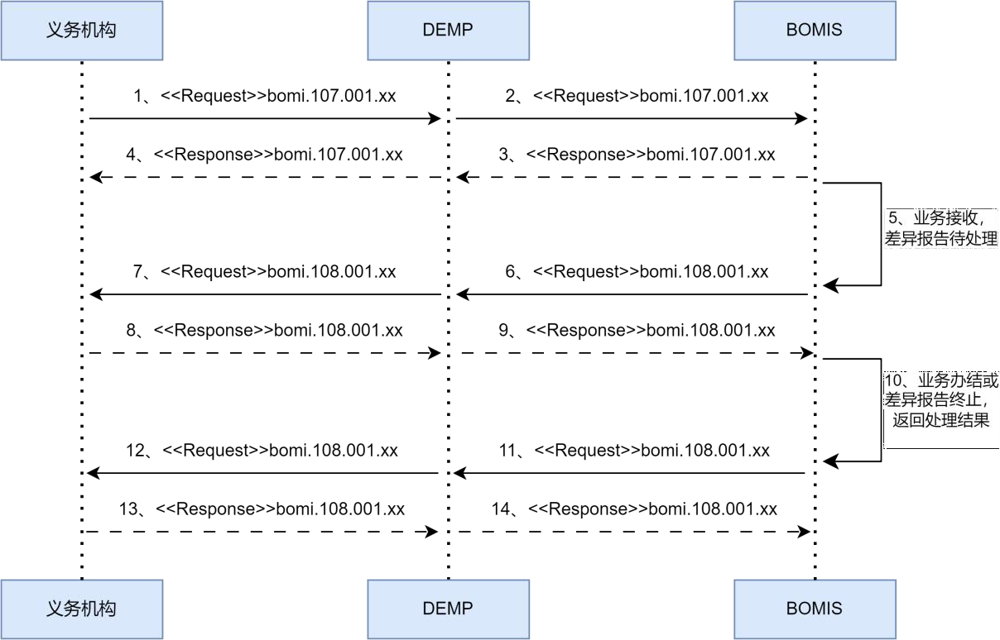 义务机构
DEMP
BOMIS
1、<<Request>>bomi.107.001.xx
2、<<Request>>bomi.107.001.xx
4、<<Response>>bomi.107.001.xx
3、<<Response>>bomi.107.001.xx
5、业务接收，
差异报告待处理
7、<<Request>>bomi.108.001.xx
6、<<Request>>bomi.108.001.xx
8、<<Response>>bomi.108.001.xx
9、<<Response>>bomi.108.001.xx
10、业务办结或
差异报告终止，
返回处理结果
12、<<Request>>bomi.108.001.xx
11、<<Request>>bomi.108.001.xx
13、<<Response>>bomi.108.001.xx
14、<<Response>>bomi.108.001.xx
义务机构
DEMP
BOMIS